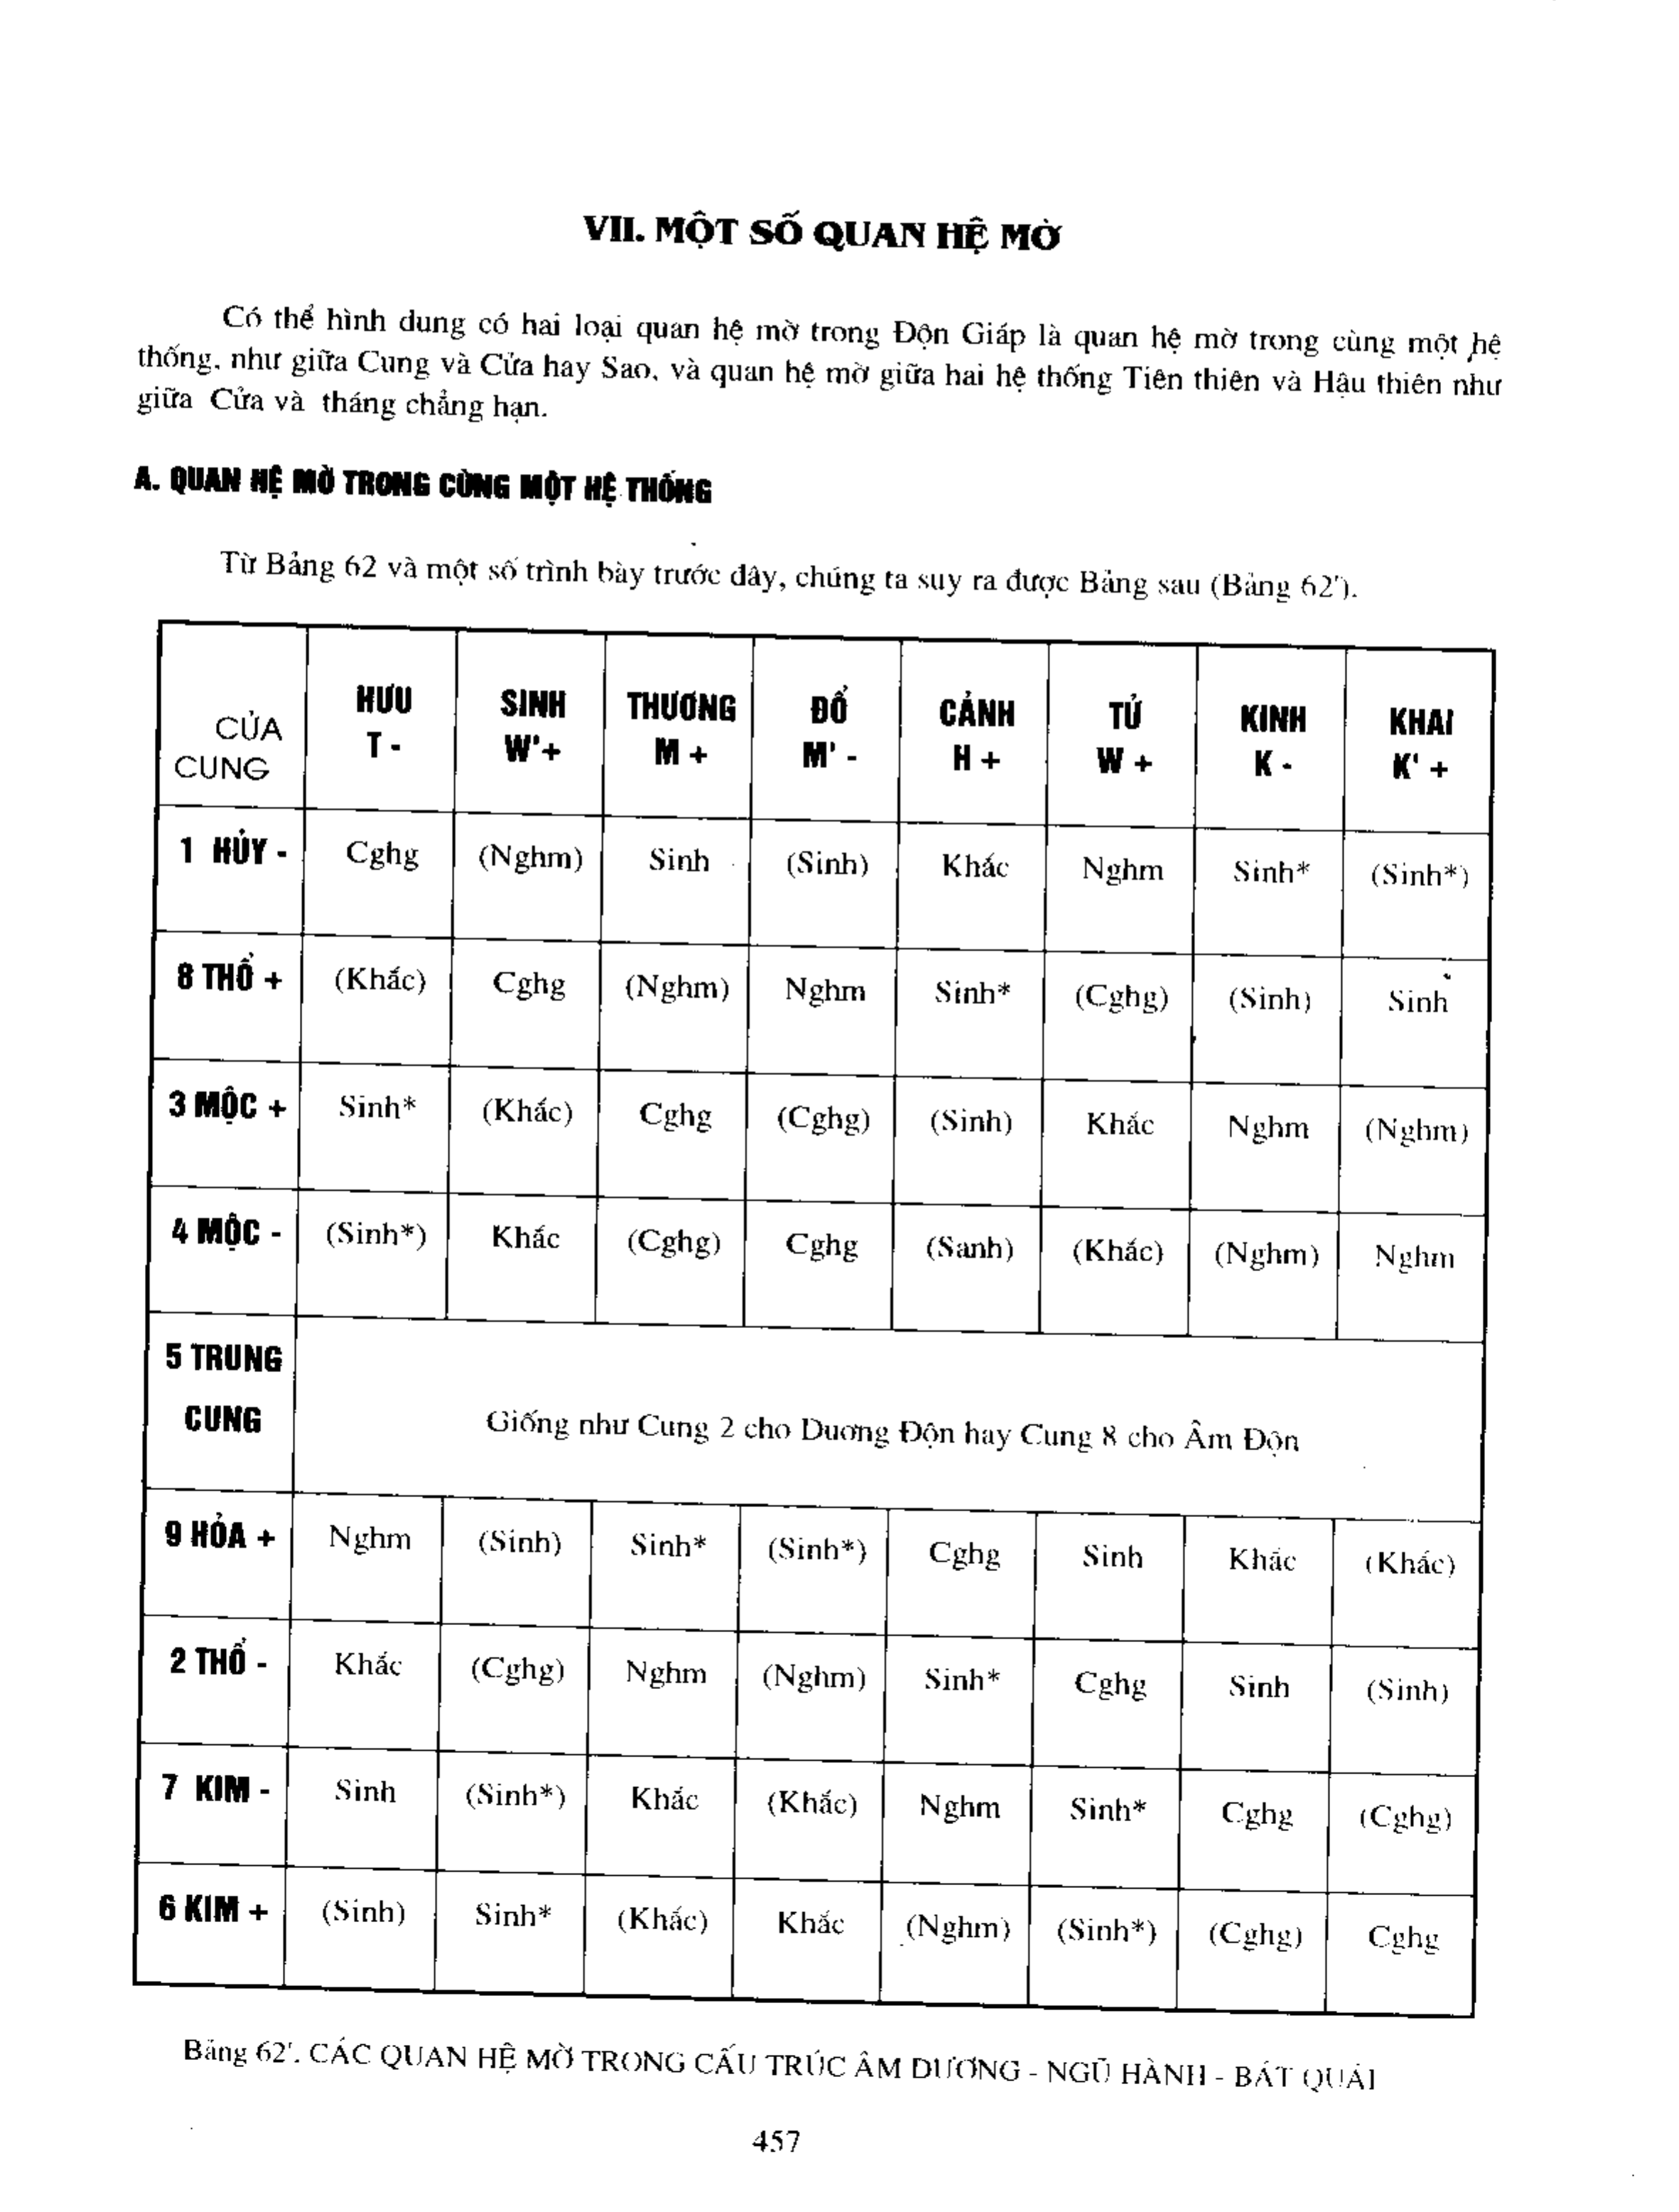 VII. MỘT SỐ QUAN HỆ MỜ
Có thể hình dung có hai loại quan hệ mờ trong Độn Giáp là quan hệ mờ trong cùng một hệ
thống, như giữa Cung và Cửa hay Sao, và quan hệ mờ giữa hai hệ thống Tiên thiên và Hậu thiên như
giữa Cửa và tháng chẳng hạn.
A. QUAN HỆ MỜ TRONG CÙNG MỘT HỆ THỐNG
Từ Bảng 62 và một số trình bày trước đây, chúng ta suy ra được Bảng sau (Bảng 62').
CỬA HƯU SINH THƯƠNG ĐỔ CẢNH TỬ KINH KHAI
CUNG T - W'+ M + M' - H + W + K - K' +
1 HỦY - Cghg (Nghm) Sinh (Sinh) Khắc Nghm Sinh* (Sinh*)
8 THỔ + (Khắc) Cghg (Nghm) Nghm Sinh* (Cghg) (Sinh) Sinh
3 MỘC + Sinh* (Khắc) Cghg (Cghg) (Sinh) Khắc Nghm (Nghm)
4 MỘC - (Sinh*) Khắc (Cghg) Cghg (Sanh) (Khắc) (Nghm) Nghm
5 TRUNG
CUNG Giống như Cung 2 cho Dương Độn hay Cung 8 cho Âm Độn
9 HỎA + Nghm (Sinh) Sinh* (Sinh*) Cghg Sinh Khắc (Khắc)
2 THỔ - Khắc (Cghg) Nghm (Nghm) Sinh* Cghg Sinh (Sinh)
7 KIM - Sinh (Sinh*) Khắc (Khắc) Nghm Sinh* Cghg (Cghg)
6 KIM + (Sinh) Sinh* (Khắc) Khắc (Nghm) (Sinh*) (Cghg) Cghg
Bảng 62'. CÁC QUAN HỆ MỜ TRONG CẤU TRÚC ÂM DƯƠNG - NGŨ HÀNH - BÁT QUÁI
457